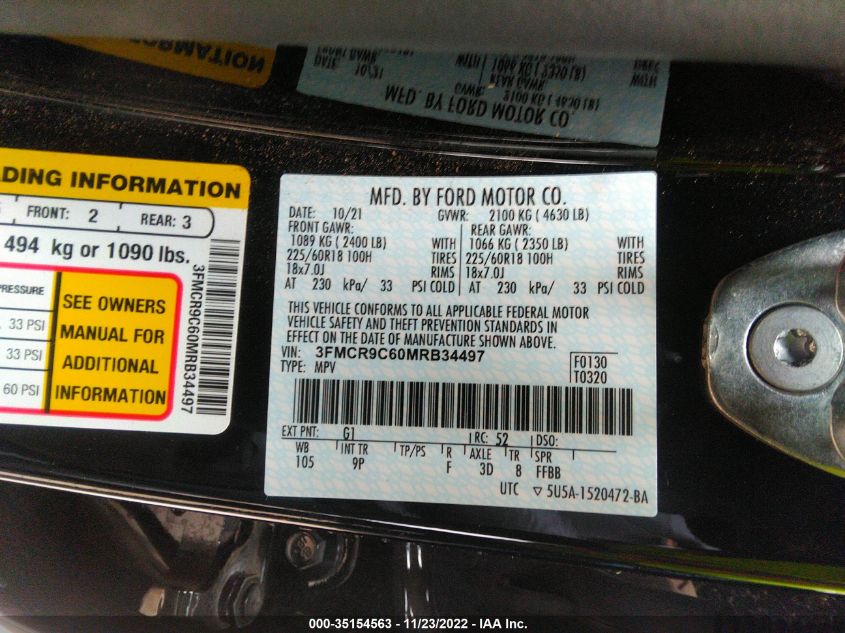 MFD. BY FORD MOTOR CO.
DATE: 10/21 GVWR: 2100 KG ( 4630 LB)
FRONT GAWR: REAR GAWR:
1089 KG ( 2400 LB) WITH 1066 KG ( 2350 LB) WITH
225/60R18 100H TIRES 225/60R18 100H TIRES
18x7.0J RIMS 18x7.0J RIMS
AT 230 kPa/ 33 PSI COLD AT 230 kPa/ 33 PSI COLD
THIS VEHICLE CONFORMS TO ALL APPLICABLE FEDERAL MOTOR
VEHICLE SAFETY AND THEFT PREVENTION STANDARDS IN
EFFECT ON THE DATE OF MANUFACTURE SHOWN ABOVE.
VIN: 3FMCR9C60MRB34497 F0130
TYPE: MPV T0320
EXT PNT: G1 RC: 52 DSO:
WB INT TR TP/PS R AXLE TR SPR
105 9P F 3D 8 FFBB
UTC ▽ 5U5A-1520472-BA
DING INFORMATION
FRONT: 2 REAR: 3
494 kg or 1090 lbs.
PRESSURE
33 PSI
33 PSI
60 PSI
SEE OWNERS
MANUAL FOR
ADDITIONAL
INFORMATION
3FMCR9C60MRB34497
000-35154563 - 11/23/2022 - IAA Inc.